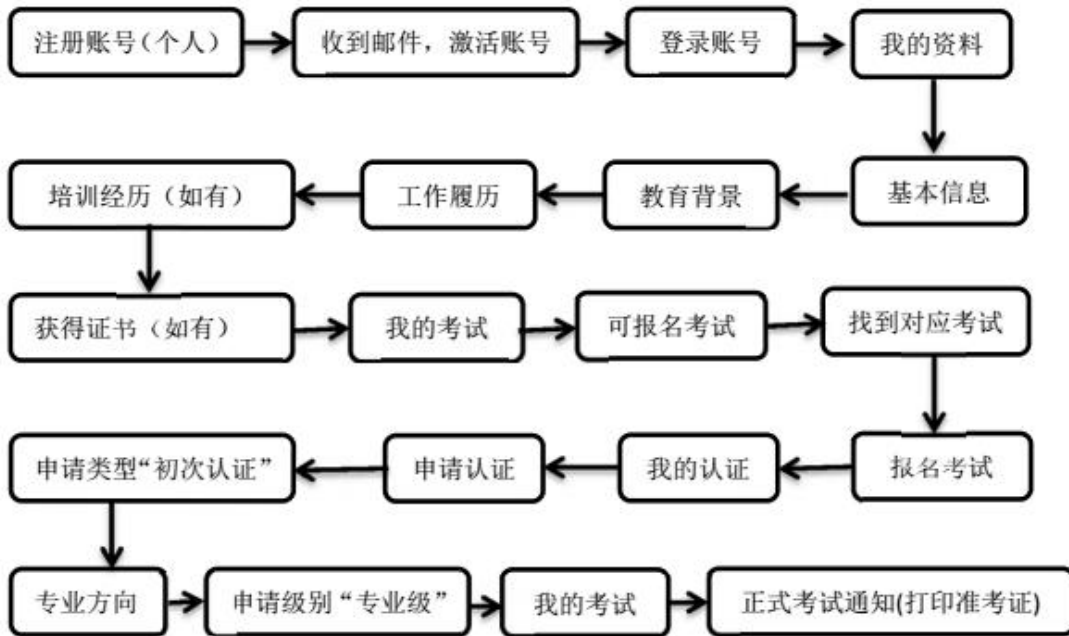 注册账号(个人)
收到邮件，激活账号
登录账号
我的资料
基本信息
教育背景
工作履历
培训经历（如有）
获得证书（如有）
我的考试
可报名考试
找到对应考试
报名考试
我的认证
申请认证
申请类型“初次认证”
专业方向
申请级别“专业级”
我的考试
正式考试通知(打印准考证)